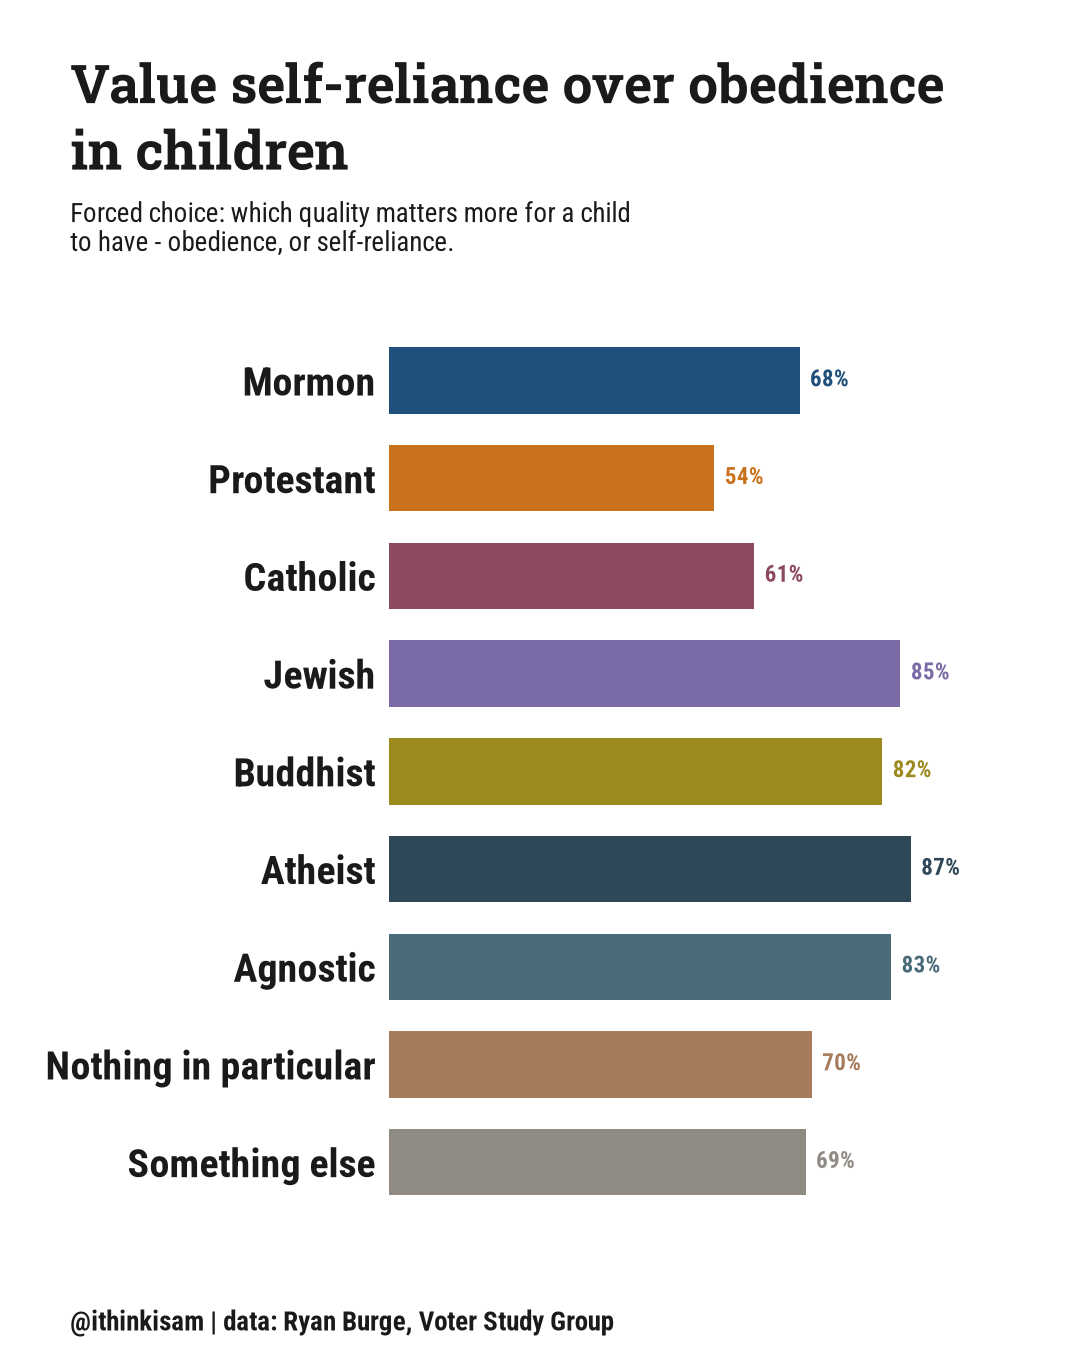 Value self-reliance over obedience
in children
Forced choice: which quality matters more for a child
to have - obedience, or self-reliance.
Mormon 68%
Protestant 54%
Catholic 61%
Jewish 85%
Buddhist 82%
Atheist 87%
Agnostic 83%
Nothing in particular 70%
Something else 69%
@ithinkisam | data: Ryan Burge, Voter Study Group